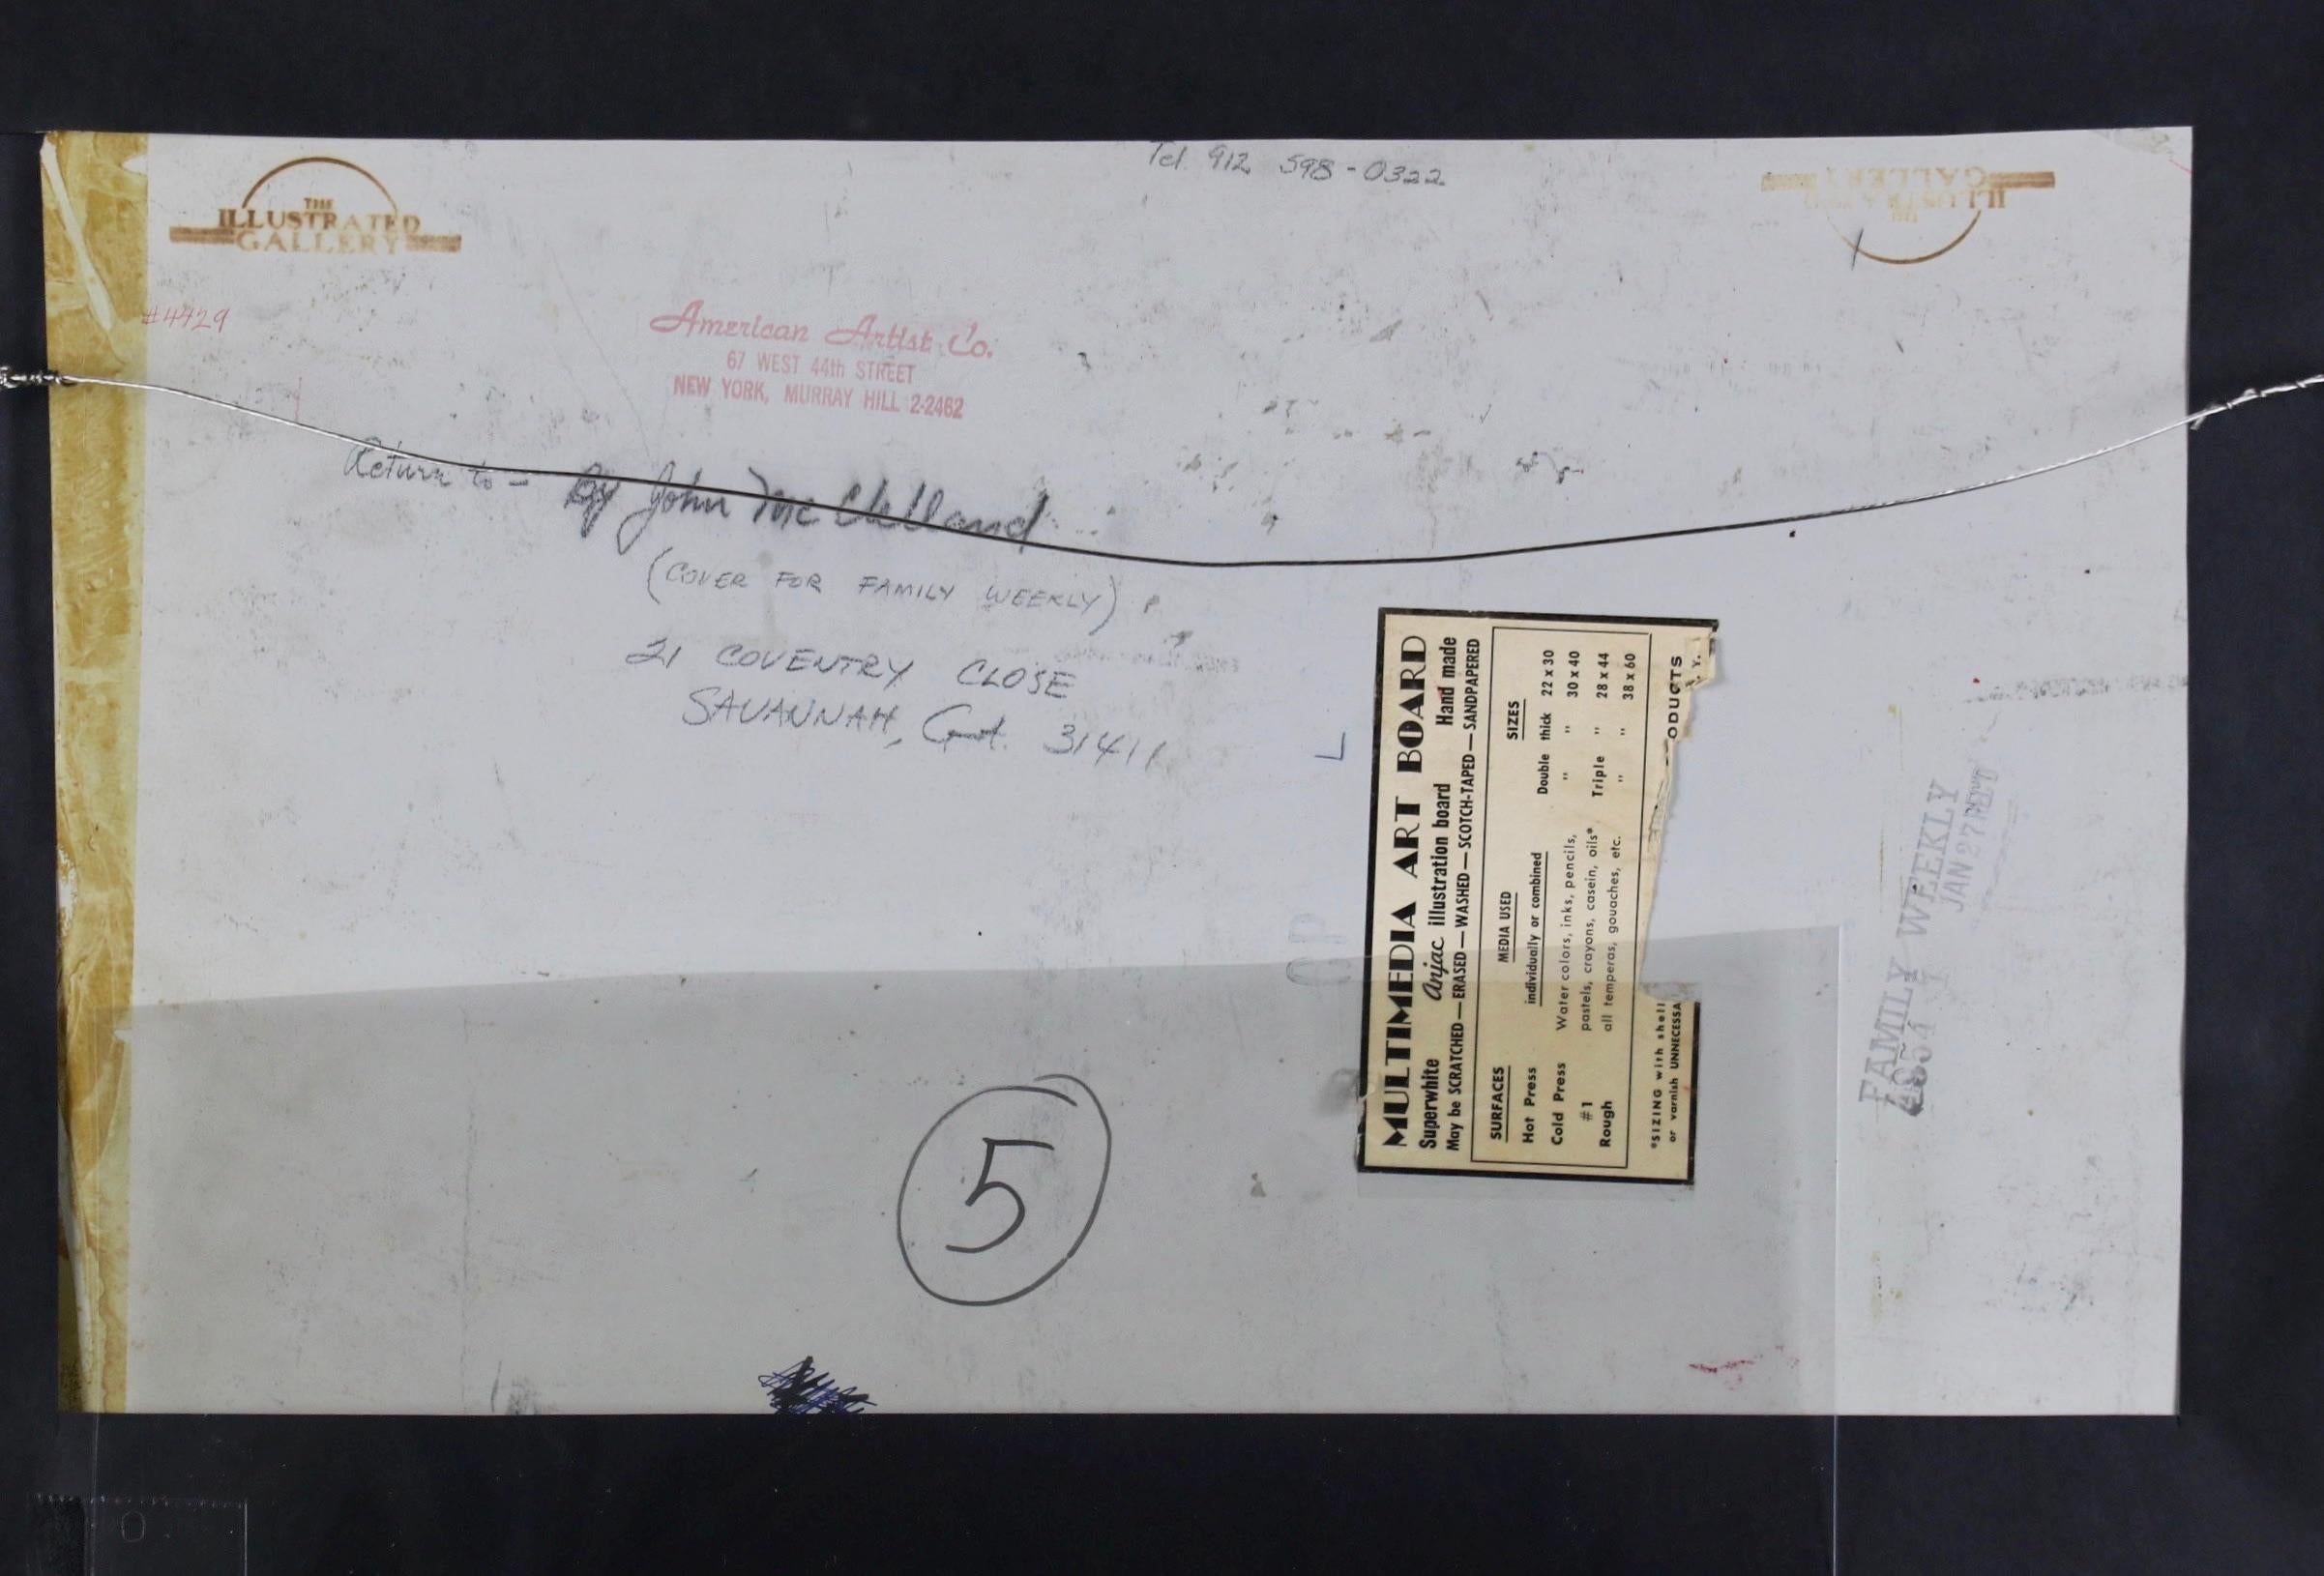 Tel. 912 598-0322
THE
ILLUSTRATED
GALLERY
THE
ILLUSTRATED
GALLERY
#4429
American Artist Co.
67 WEST 44th STREET
NEW YORK, MURRAY HILL 2-2462
Return to — By John McClelland
(COVER FOR FAMILY WEEKLY)
21 COVENTRY CLOSE
SAVANNAH, Ga. 31411
L
MULTIMEDIA ART BOARD
Superwhite Anjac illustration board Hand made
May be SCRATCHED — ERASED — WASHED — SCOTCH-TAPED — SANDPAPERED
SURFACES MEDIA USED SIZES
Hot Press individually or combined Double thick 22 x 30
Cold Press Water colors, inks, pencils, " " 30 x 40
#1 pastels, crayons, casein, oils* Triple " 28 x 44
Rough all temperas, gouaches, etc. " " 38 x 60
*SIZING with shell ODUCTS
or varnish UNNECESSA Y.
FAMILY WEEKLY
JAN 27
5